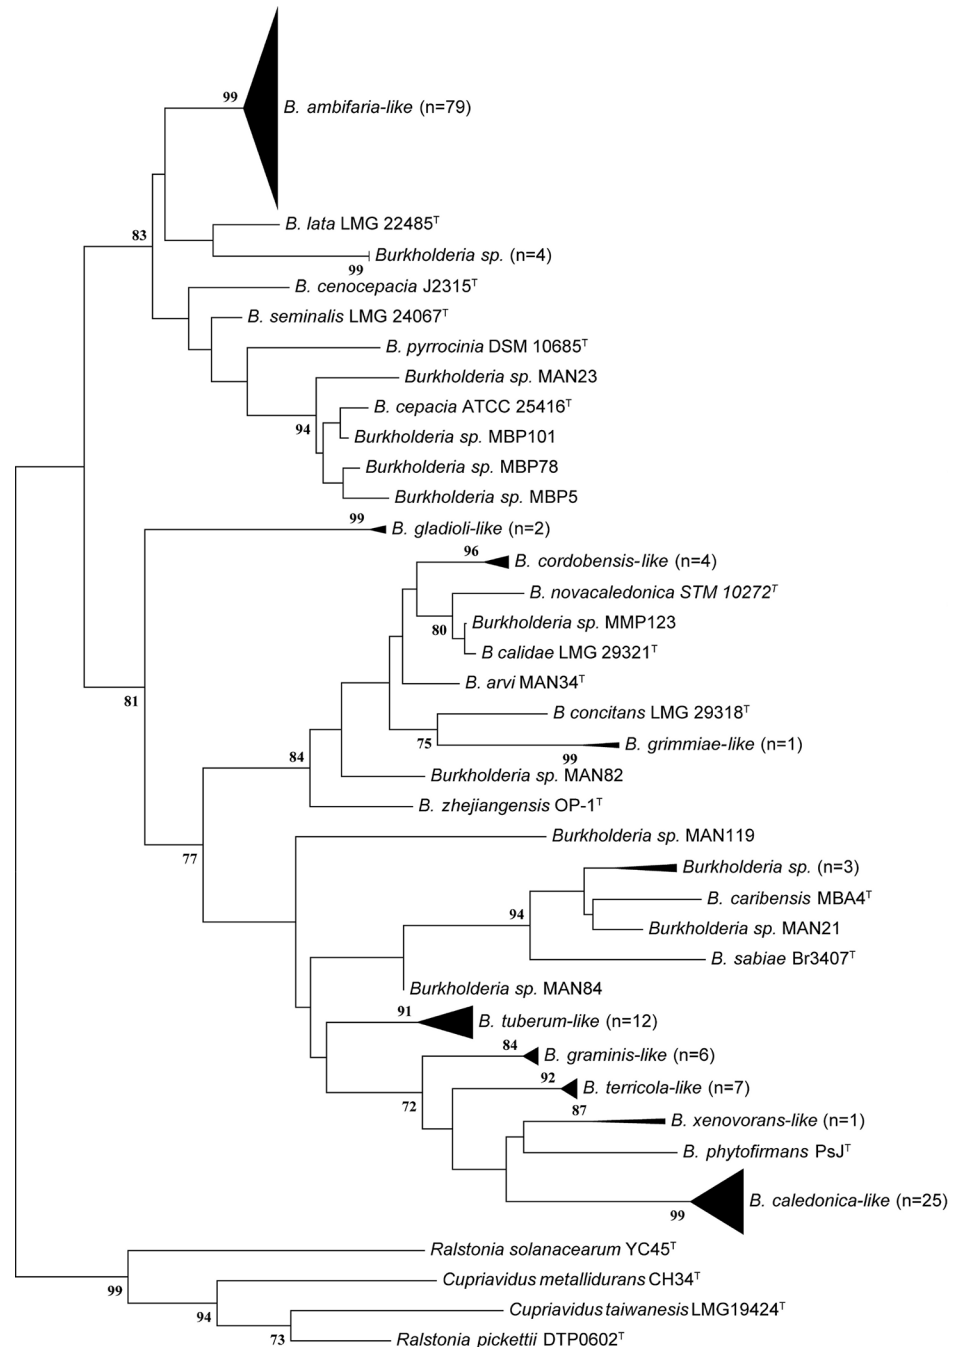 99
B. ambifaria-like (n=79)
B. lata LMG 22485ᵀ
83
Burkholderia sp. (n=4)
99
B. cenocepacia J2315ᵀ
B. seminalis LMG 24067ᵀ
B. pyrrocinia DSM 10685ᵀ
Burkholderia sp. MAN23
B. cepacia ATCC 25416ᵀ
94
Burkholderia sp. MBP101
Burkholderia sp. MBP78
Burkholderia sp. MBP5
99
B. gladioli-like (n=2)
96
B. cordobensis-like (n=4)
B. novacaledonica STM 10272ᵀ
Burkholderia sp. MMP123
80
B calidae LMG 29321ᵀ
B. arvi MAN34ᵀ
81
B concitans LMG 29318ᵀ
75
B. grimmiae-like (n=1)
99
84
Burkholderia sp. MAN82
B. zhejiangensis OP-1ᵀ
Burkholderia sp. MAN119
77
Burkholderia sp. (n=3)
B. caribensis MBA4ᵀ
94
Burkholderia sp. MAN21
B. sabiae Br3407ᵀ
Burkholderia sp. MAN84
91
B. tuberum-like (n=12)
84
B. graminis-like (n=6)
92
B. terricola-like (n=7)
72
87
B. xenovorans-like (n=1)
B. phytofirmans PsJᵀ
B. caledonica-like (n=25)
99
Ralstonia solanacearum YC45ᵀ
99
Cupriavidus metallidurans CH34ᵀ
94
Cupriavidus taiwanesis LMG19424ᵀ
73
Ralstonia pickettii DTP0602ᵀ